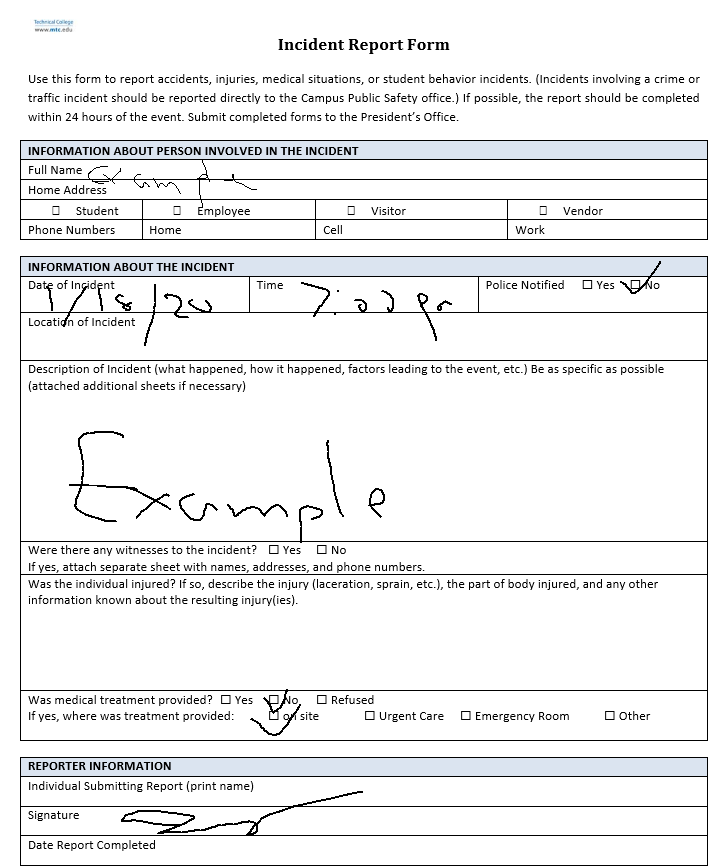 Technical College
www.mtc.edu
Incident Report Form
Use this form to report accidents, injuries, medical situations, or student behavior incidents. (Incidents involving a crime or
traffic incident should be reported directly to the Campus Public Safety office.) If possible, the report should be completed
within 24 hours of the event. Submit completed forms to the President's Office.
INFORMATION ABOUT PERSON INVOLVED IN THE INCIDENT
Full Name Example
Home Address
☐ Student ☐ Employee ☐ Visitor ☐ Vendor
Phone Numbers Home Cell Work
INFORMATION ABOUT THE INCIDENT
Date of Incident 1/18/20 Time 7:00 Police Notified ☐ Yes ☑ No
Location of Incident
Description of Incident (what happened, how it happened, factors leading to the event, etc.) Be as specific as possible
(attached additional sheets if necessary)
Example
Were there any witnesses to the incident? ☐ Yes ☐ No
If yes, attach separate sheet with names, addresses, and phone numbers.
Was the individual injured? If so, describe the injury (laceration, sprain, etc.), the part of body injured, and any other
information known about the resulting injury(ies).
Was medical treatment provided? ☐ Yes ☑ No ☐ Refused
If yes, where was treatment provided: ☑ on site ☐ Urgent Care ☐ Emergency Room ☐ Other
REPORTER INFORMATION
Individual Submitting Report (print name)
Signature
Date Report Completed